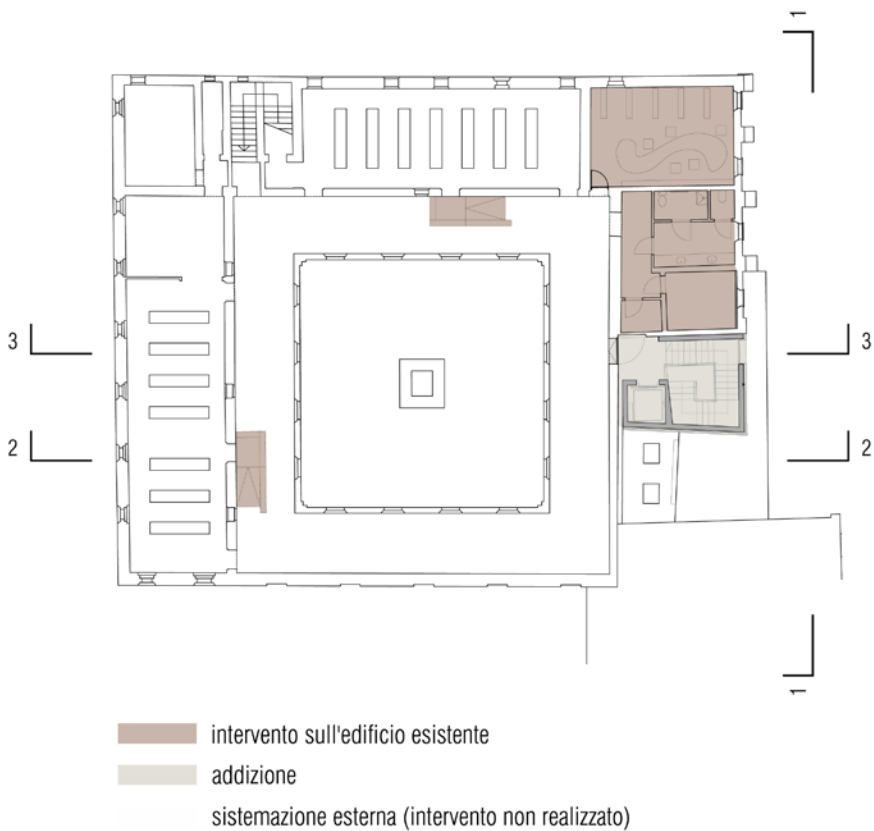 1
3
3
2
2
1
intervento sull'edificio esistente
addizione
sistemazione esterna (intervento non realizzato)